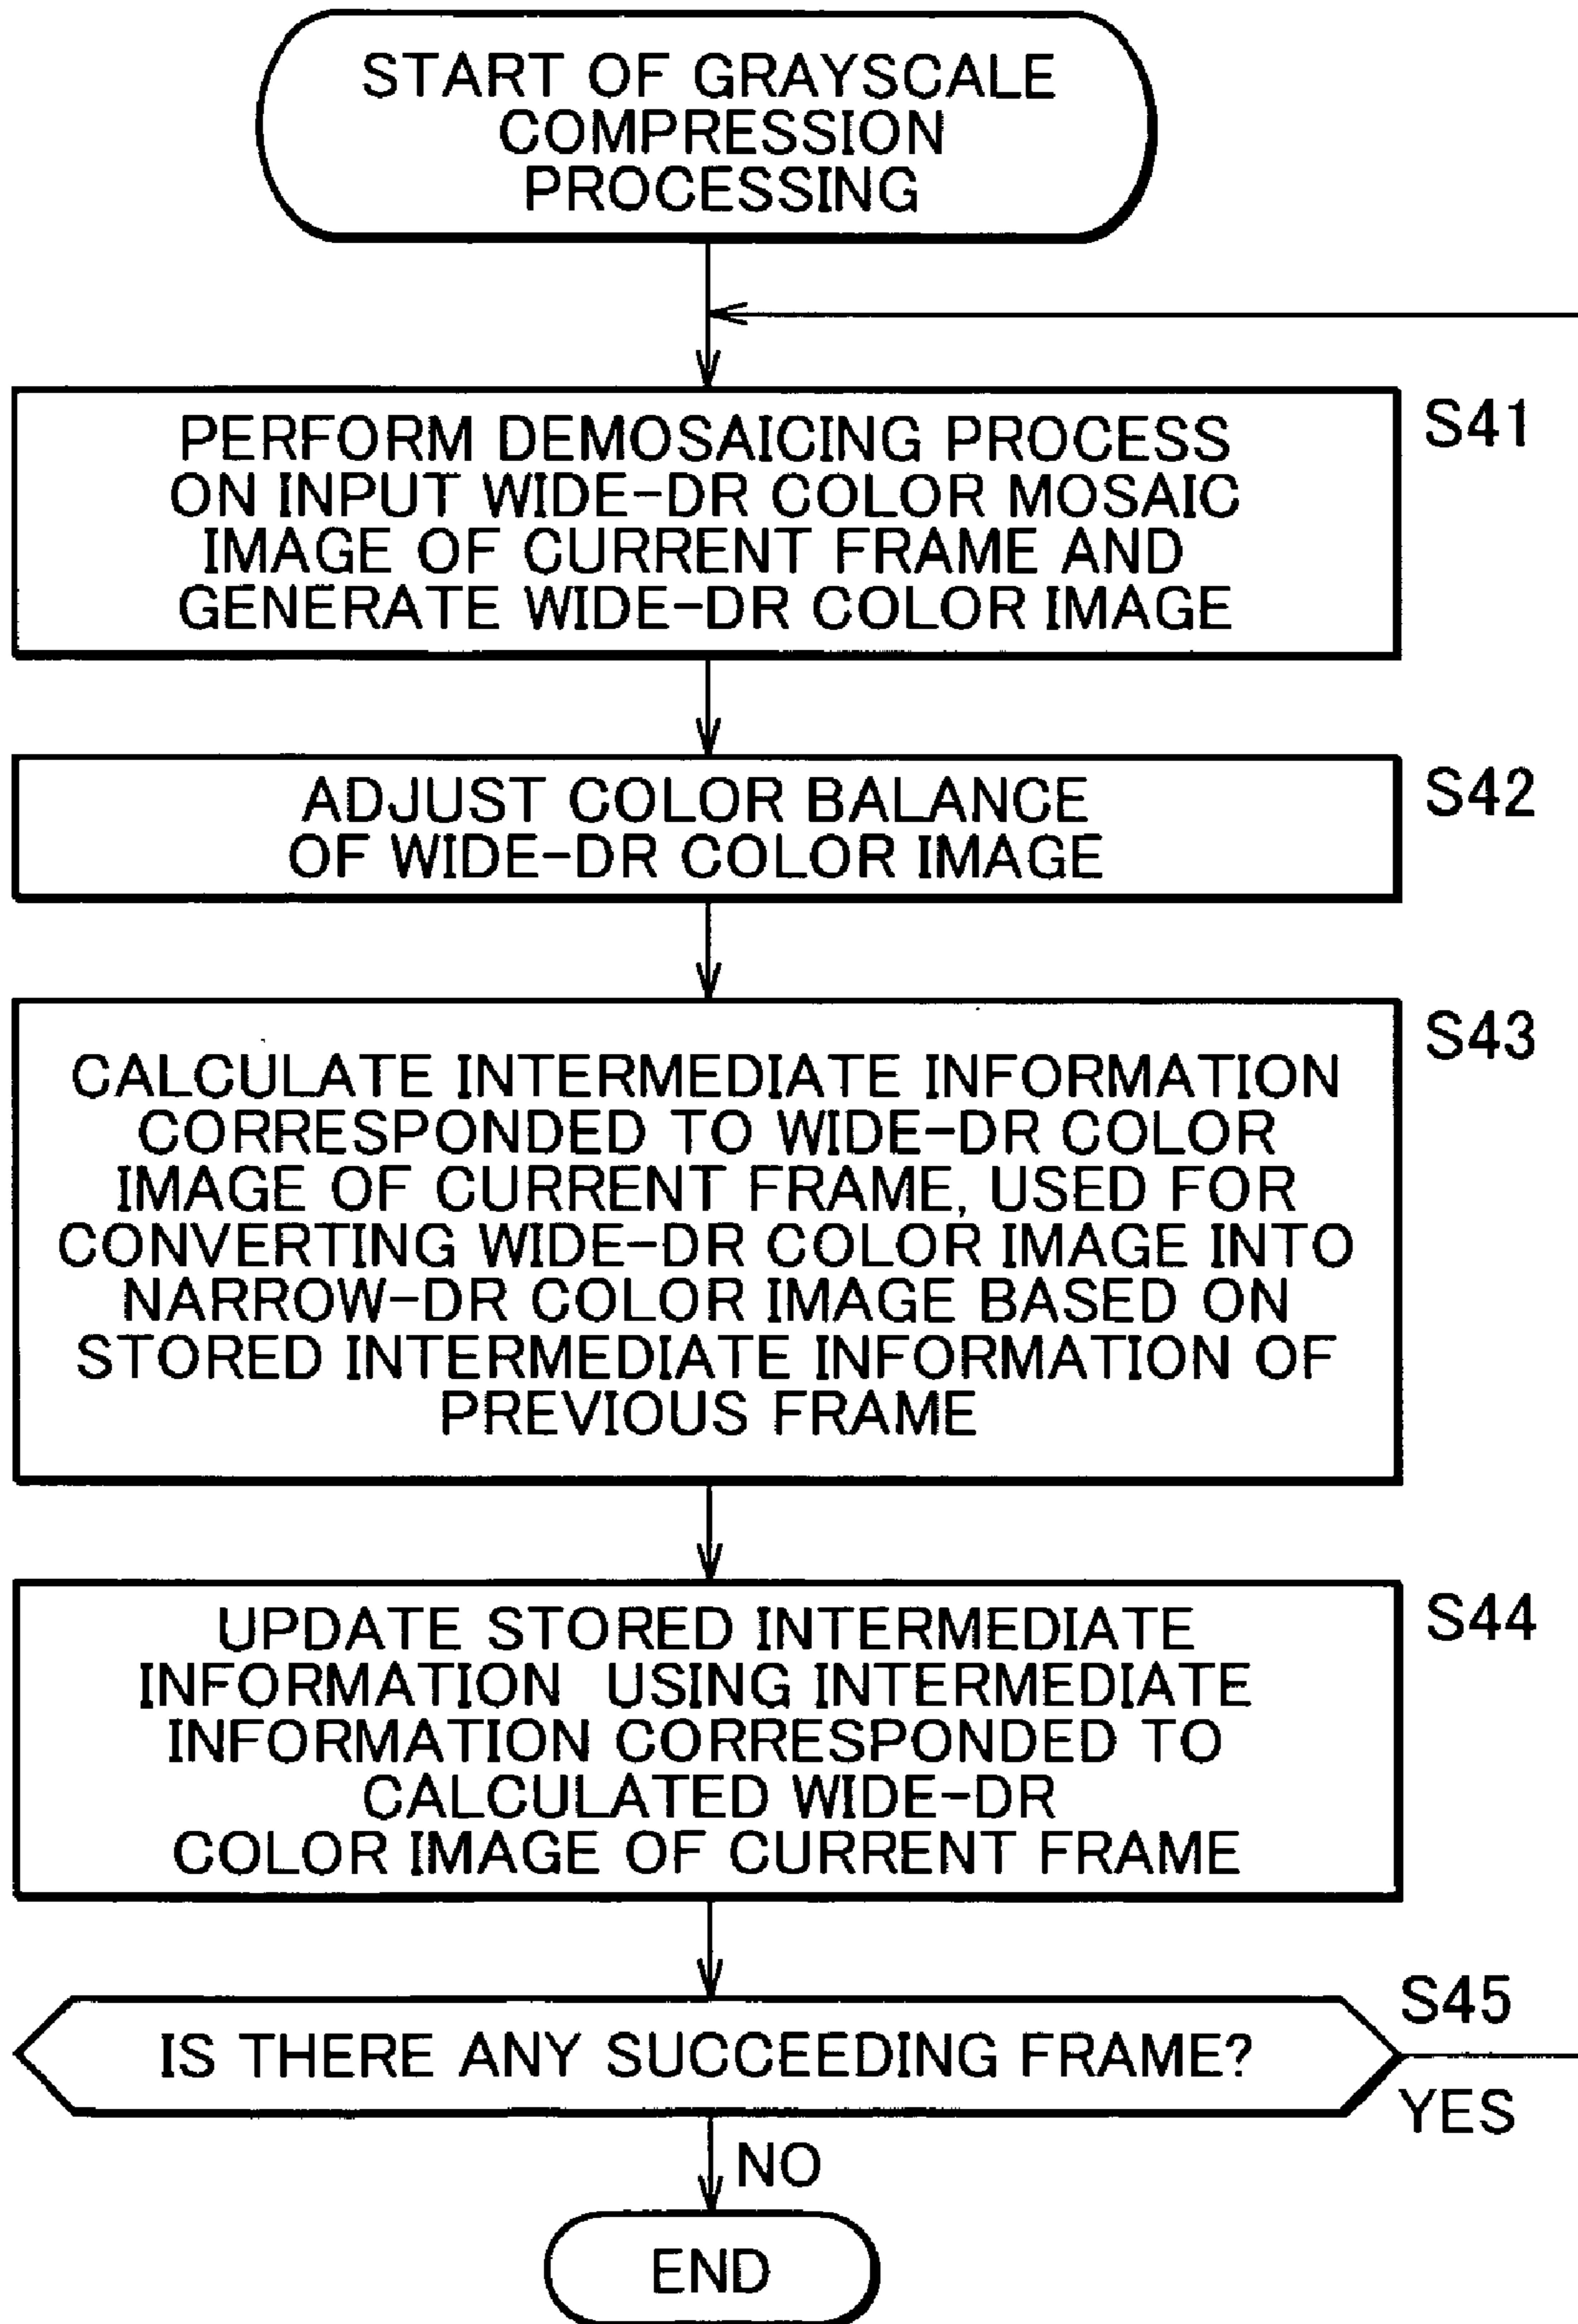 START OF GRAYSCALE
COMPRESSION
PROCESSING
PERFORM DEMOSAICING PROCESS
ON INPUT WIDE-DR COLOR MOSAIC
IMAGE OF CURRENT FRAME AND
GENERATE WIDE-DR COLOR IMAGE
S41
ADJUST COLOR BALANCE
OF WIDE-DR COLOR IMAGE
S42
CALCULATE INTERMEDIATE INFORMATION
CORRESPONDED TO WIDE-DR COLOR
IMAGE OF CURRENT FRAME, USED FOR
CONVERTING WIDE-DR COLOR IMAGE INTO
NARROW-DR COLOR IMAGE BASED ON
STORED INTERMEDIATE INFORMATION OF
PREVIOUS FRAME
S43
UPDATE STORED INTERMEDIATE
INFORMATION USING INTERMEDIATE
INFORMATION CORRESPONDED TO
CALCULATED WIDE-DR
COLOR IMAGE OF CURRENT FRAME
S44
IS THERE ANY SUCCEEDING FRAME?
S45
YES
NO
END